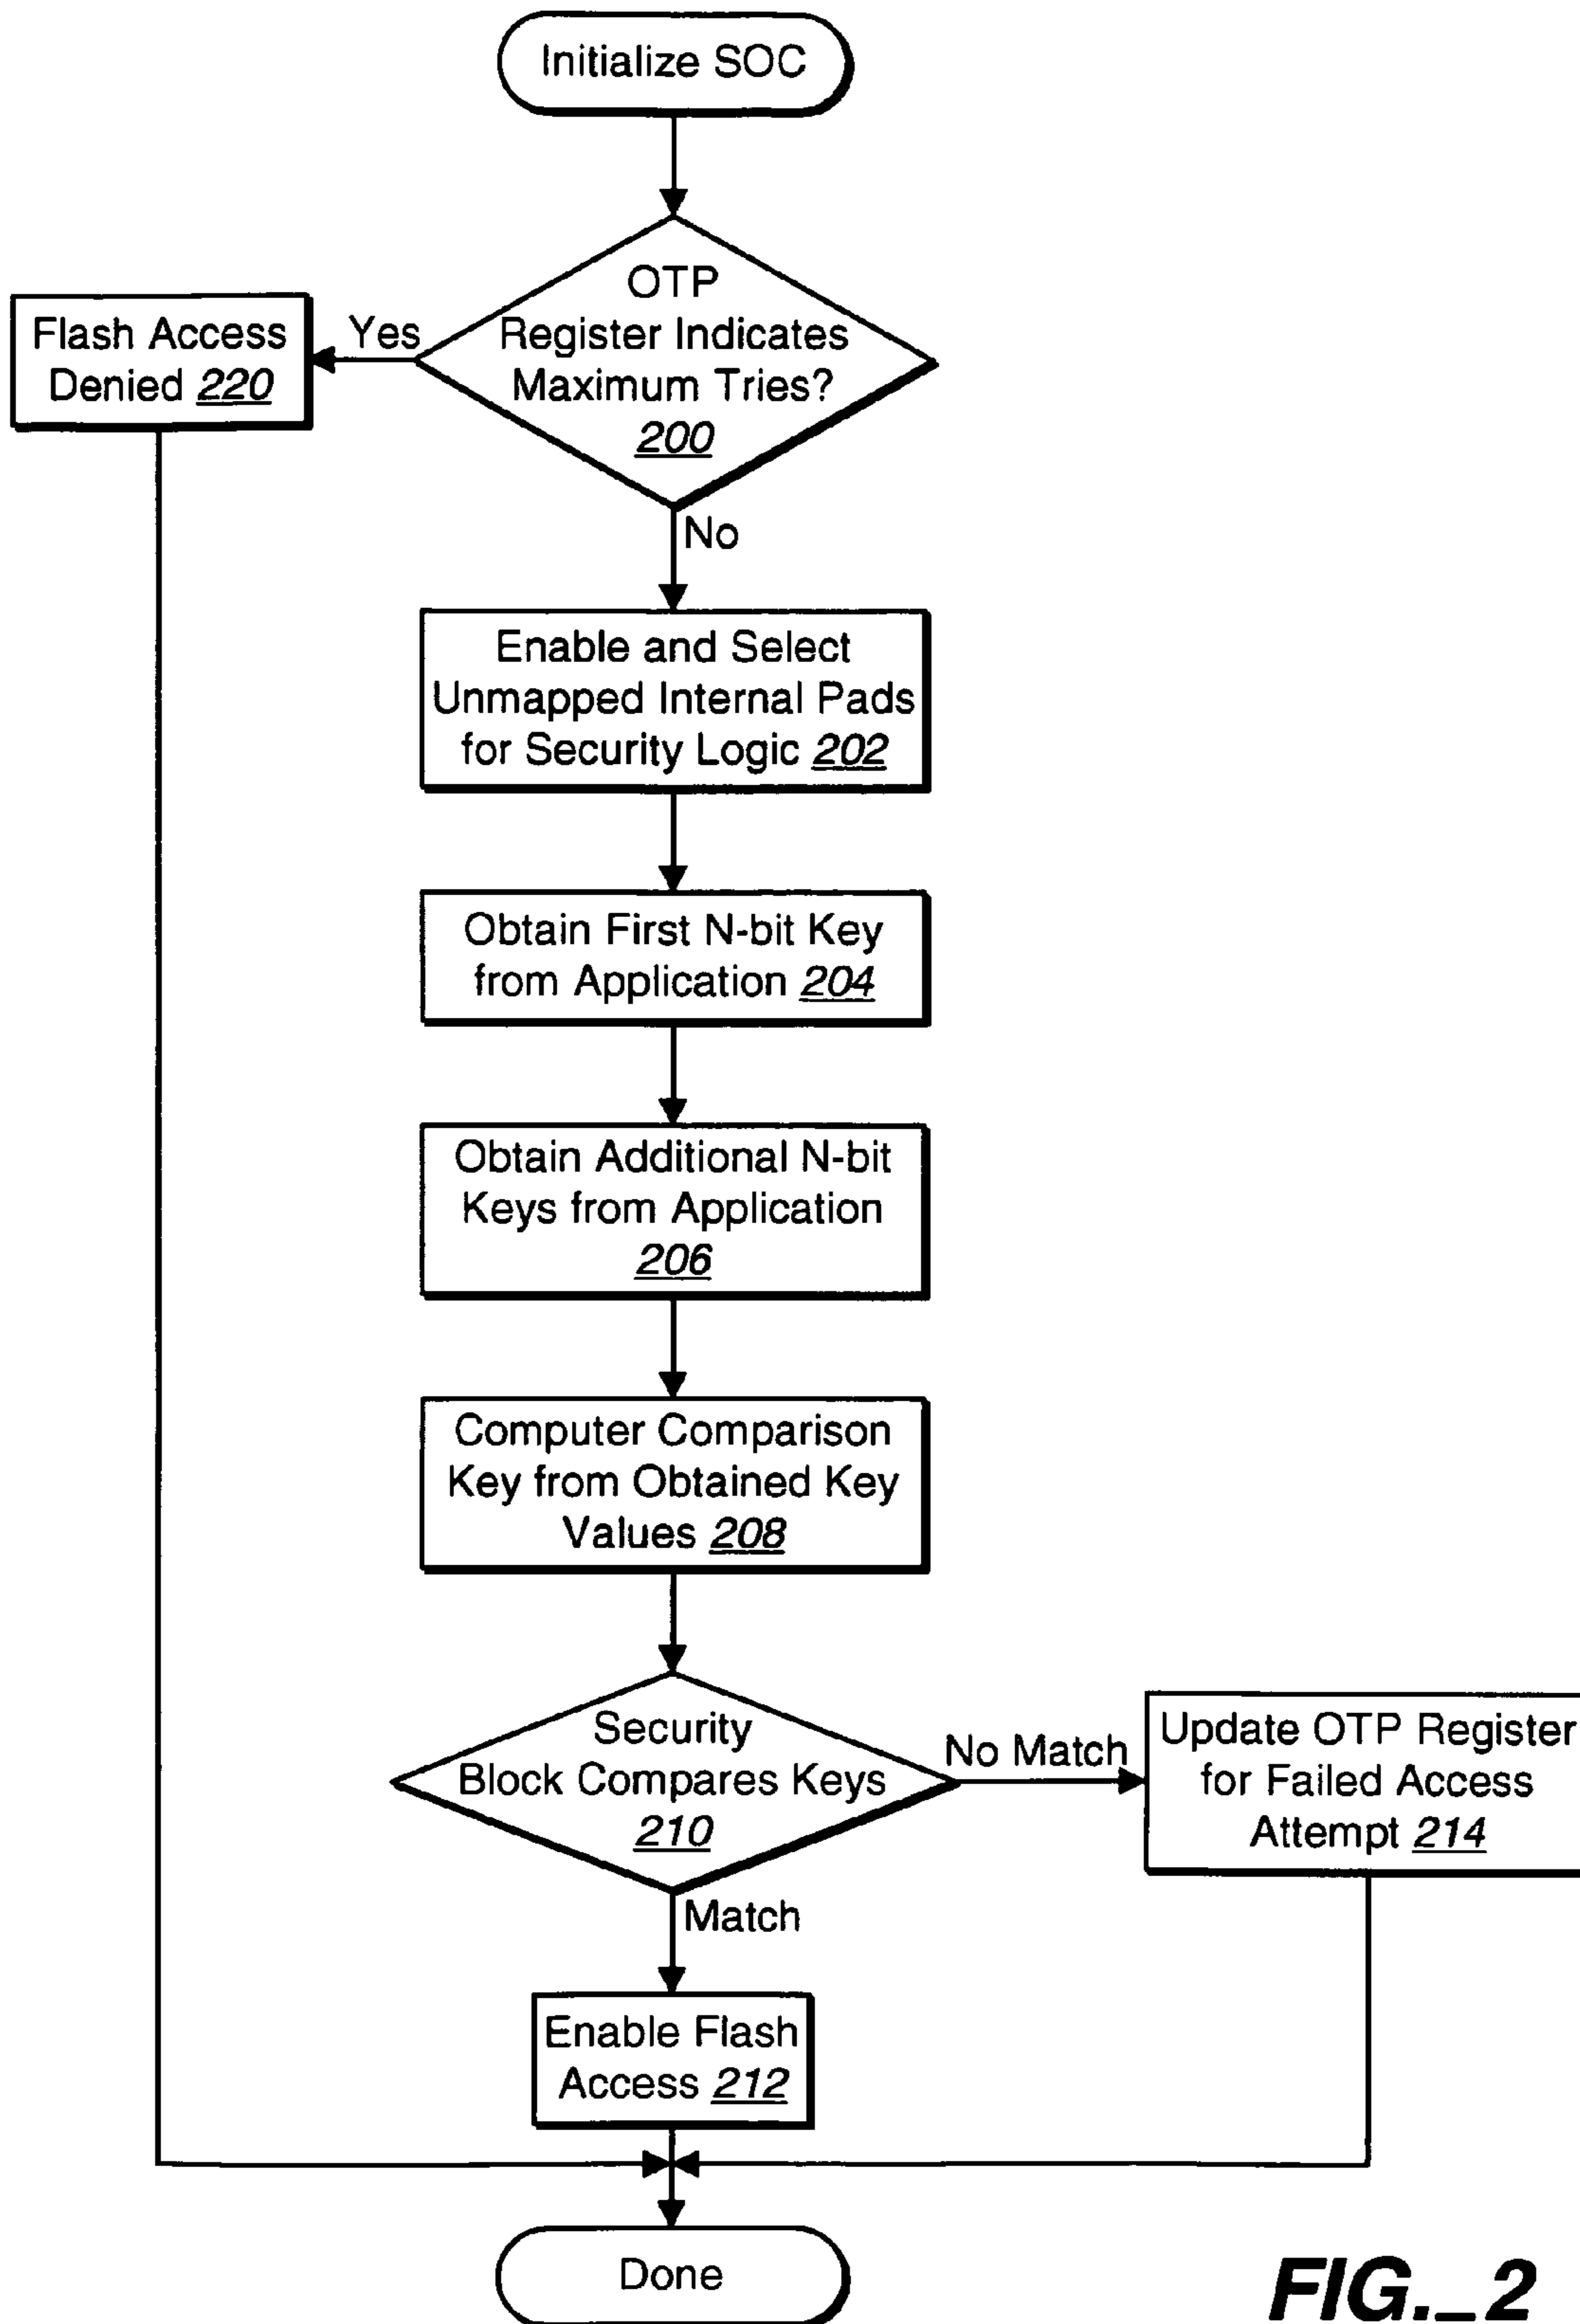 Initialize SOC
OTP
Register Indicates
Maximum Tries?
200
Yes
Flash Access
Denied 220
No
Enable and Select
Unmapped Internal Pads
for Security Logic 202
Obtain First N-bit Key
from Application 204
Obtain Additional N-bit
Keys from Application
206
Computer Comparison
Key from Obtained Key
Values 208
Security
Block Compares Keys
210
No Match
Update OTP Register
for Failed Access
Attempt 214
Match
Enable Flash
Access 212
Done
FIG._2